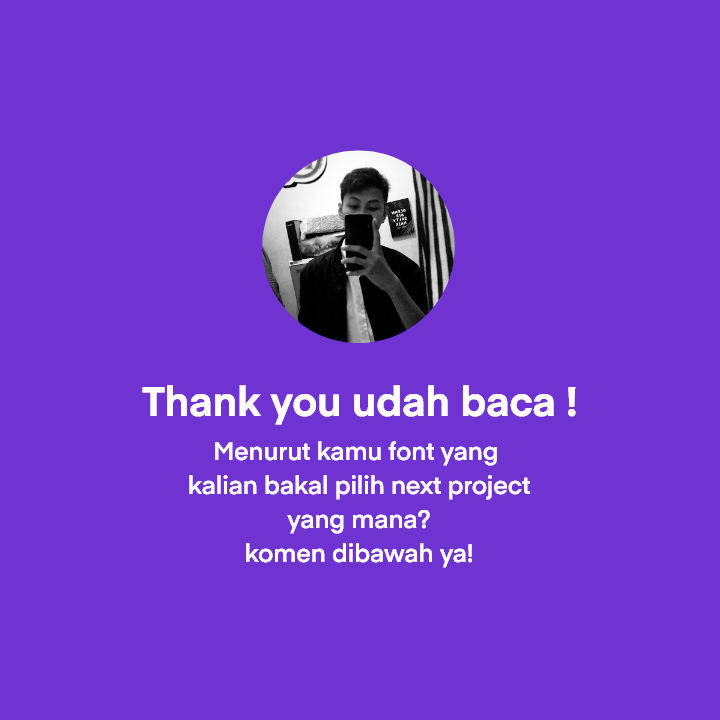 Thank you udah baca !
Menurut kamu font yang
kalian bakal pilih next project
yang mana?
komen dibawah ya!